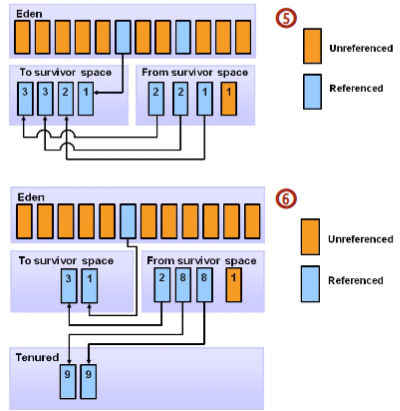 Eden
5
Unreferenced
Referenced
To survivor space
From survivor space
3 3 2 1
2 2 1 1
Eden
6
Unreferenced
Referenced
To survivor space
From survivor space
3 1
2 8 8 1
Tenured
9 9